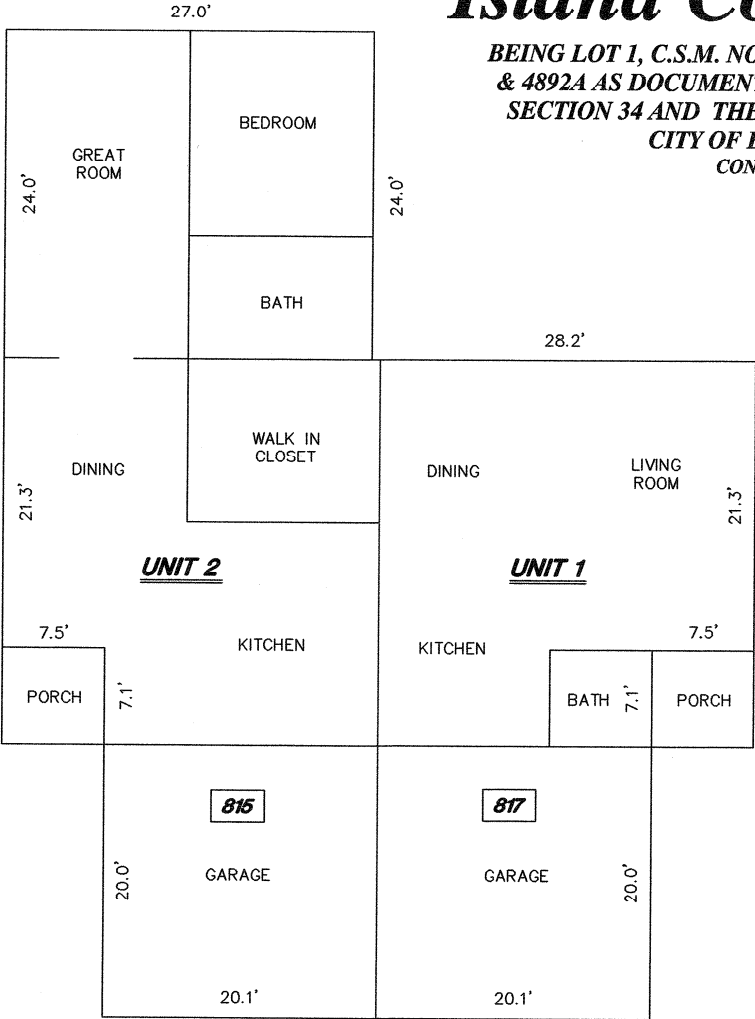 27.0'
Island Co
BEING LOT 1, C.S.M. NO
& 4892A AS DOCUMENT
SECTION 34 AND THE
CITY OF
CON
GREAT
ROOM
BEDROOM
24.0'
24.0'
BATH
28.2'
DINING
WALK IN
CLOSET
DINING
LIVING
ROOM
21.3'
21.3'
UNIT 2
UNIT 1
7.5'
KITCHEN
KITCHEN
7.5'
PORCH
7.1'
BATH
7.1'
PORCH
815
817
20.0'
GARAGE
GARAGE
20.0'
20.1'
20.1'